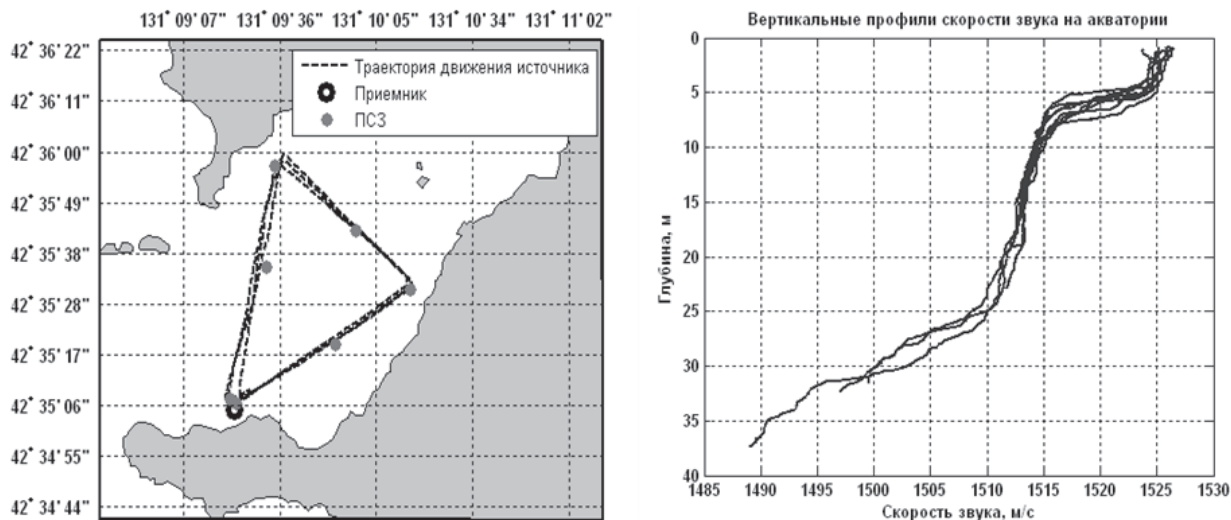 131° 09'07" 131° 09'36" 131° 10'05" 131° 10'34" 131° 11'02"
42° 36'22"
42° 36'11"
42° 36'00"
42° 35'49"
42° 35'38"
42° 35'28"
42° 35'17"
42° 35'06"
42° 34'55"
42° 34'44"
Траектория движения источника
Приемник
ПСЗ
Вертикальные профили скорости звука на акватории
0
5
10
15
20
25
30
35
40
Глубина, м
1485 1490 1495 1500 1505 1510 1515 1520 1525 1530
Скорость звука, м/с